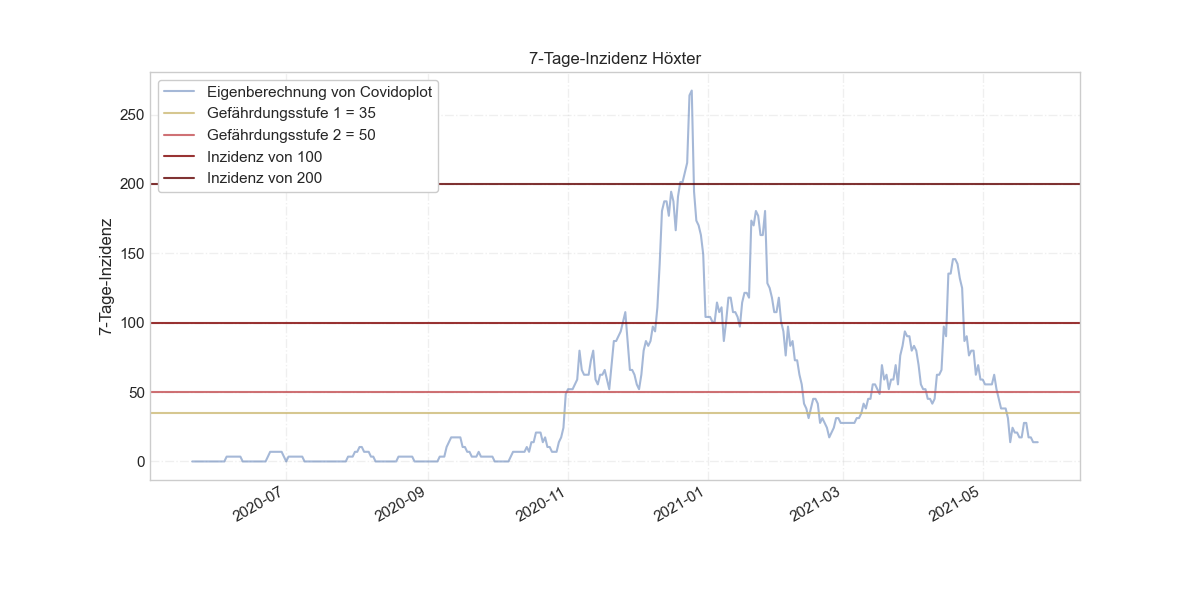 7-Tage-Inzidenz Höxter
Eigenberechnung von Covidoplot
Gefährdungsstufe 1 = 35
Gefährdungsstufe 2 = 50
Inzidenz von 100
Inzidenz von 200
7-Tage-Inzidenz
250
200
150
100
50
0
2020-07
2020-09
2020-11
2021-01
2021-03
2021-05